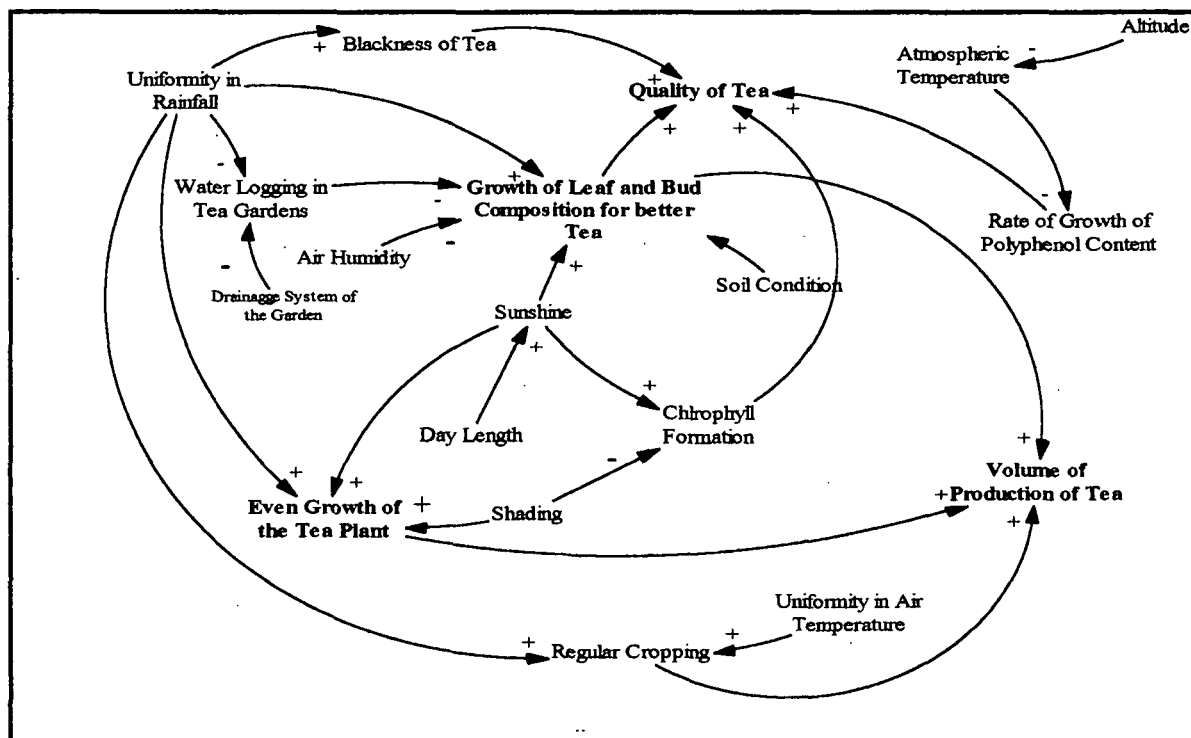 Altitude
-
+ Blackness of Tea
Atmospheric
Temperature
Uniformity in
Rainfall
+
Quality of Tea
+
+ +
-
+
-
Water Logging in
Tea Gardens
Growth of Leaf and Bud
Composition for better
Tea
-
-
Rate of Growth of
Polyphenol Content
Air Humidity
+
Soil Condition
-
Drainagge System of
the Garden
Sunshine
+
+
Chlrophyll
Formation
Day Length
+
-
+ +
Volume of
Production of Tea
+
+
Even Growth of
the Tea Plant
+
Shading
Uniformity in Air
Temperature
+ +
Regular Cropping